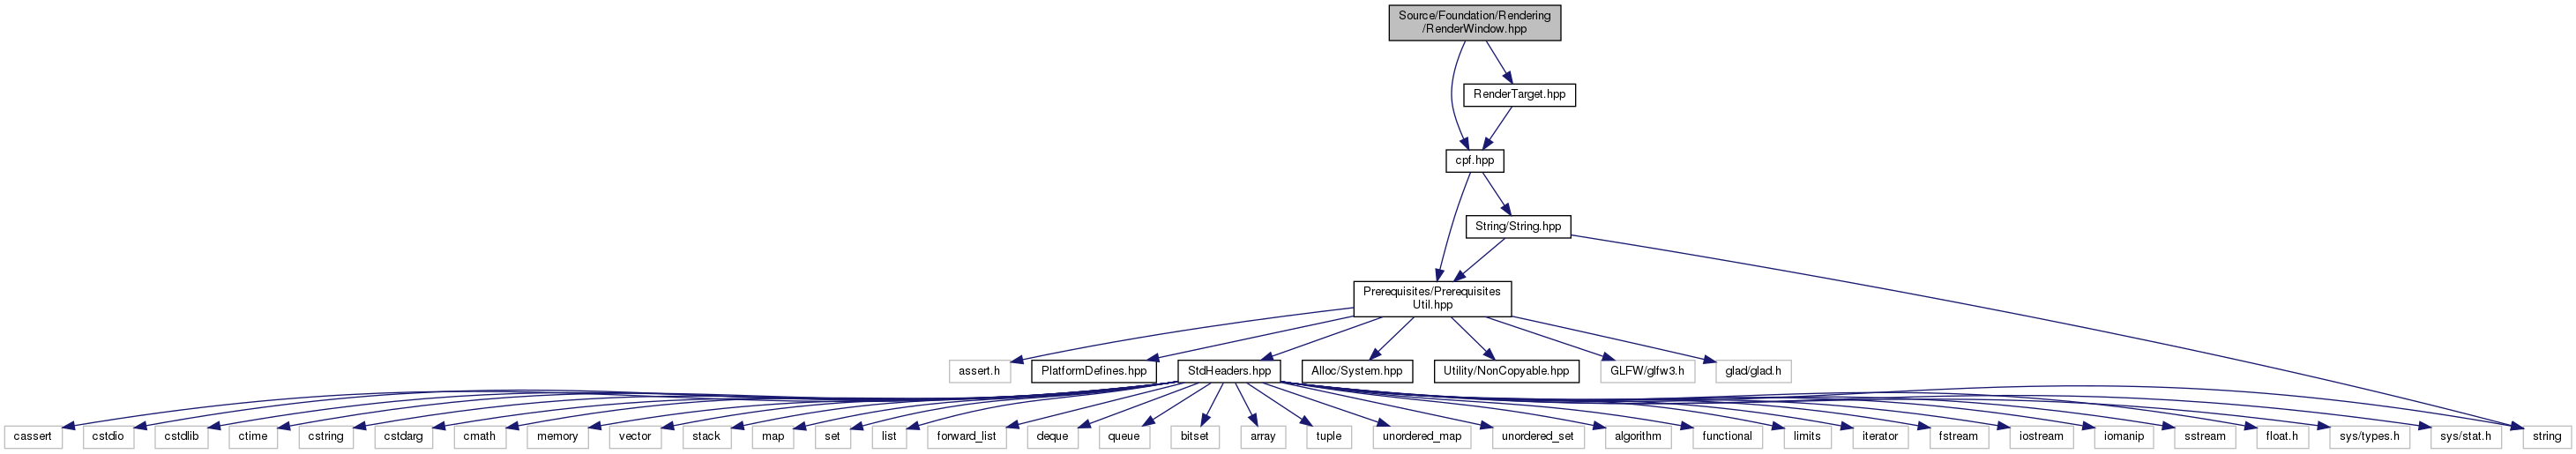 Source/Foundation/Rendering
/RenderWindow.hpp
RenderTarget.hpp
cpf.hpp
String/String.hpp
Prerequisites/Prerequisites
Util.hpp
assert.h
PlatformDefines.hpp
StdHeaders.hpp
Alloc/System.hpp
Utility/NonCopyable.hpp
GLFW/glfw3.h
glad/glad.h
cassert
cstdio
cstdlib
ctime
cstring
cstdarg
cmath
memory
vector
stack
map
set
list
forward_list
deque
queue
bitset
array
tuple
unordered_map
unordered_set
algorithm
functional
limits
iterator
fstream
iostream
iomanip
sstream
float.h
sys/types.h
sys/stat.h
string